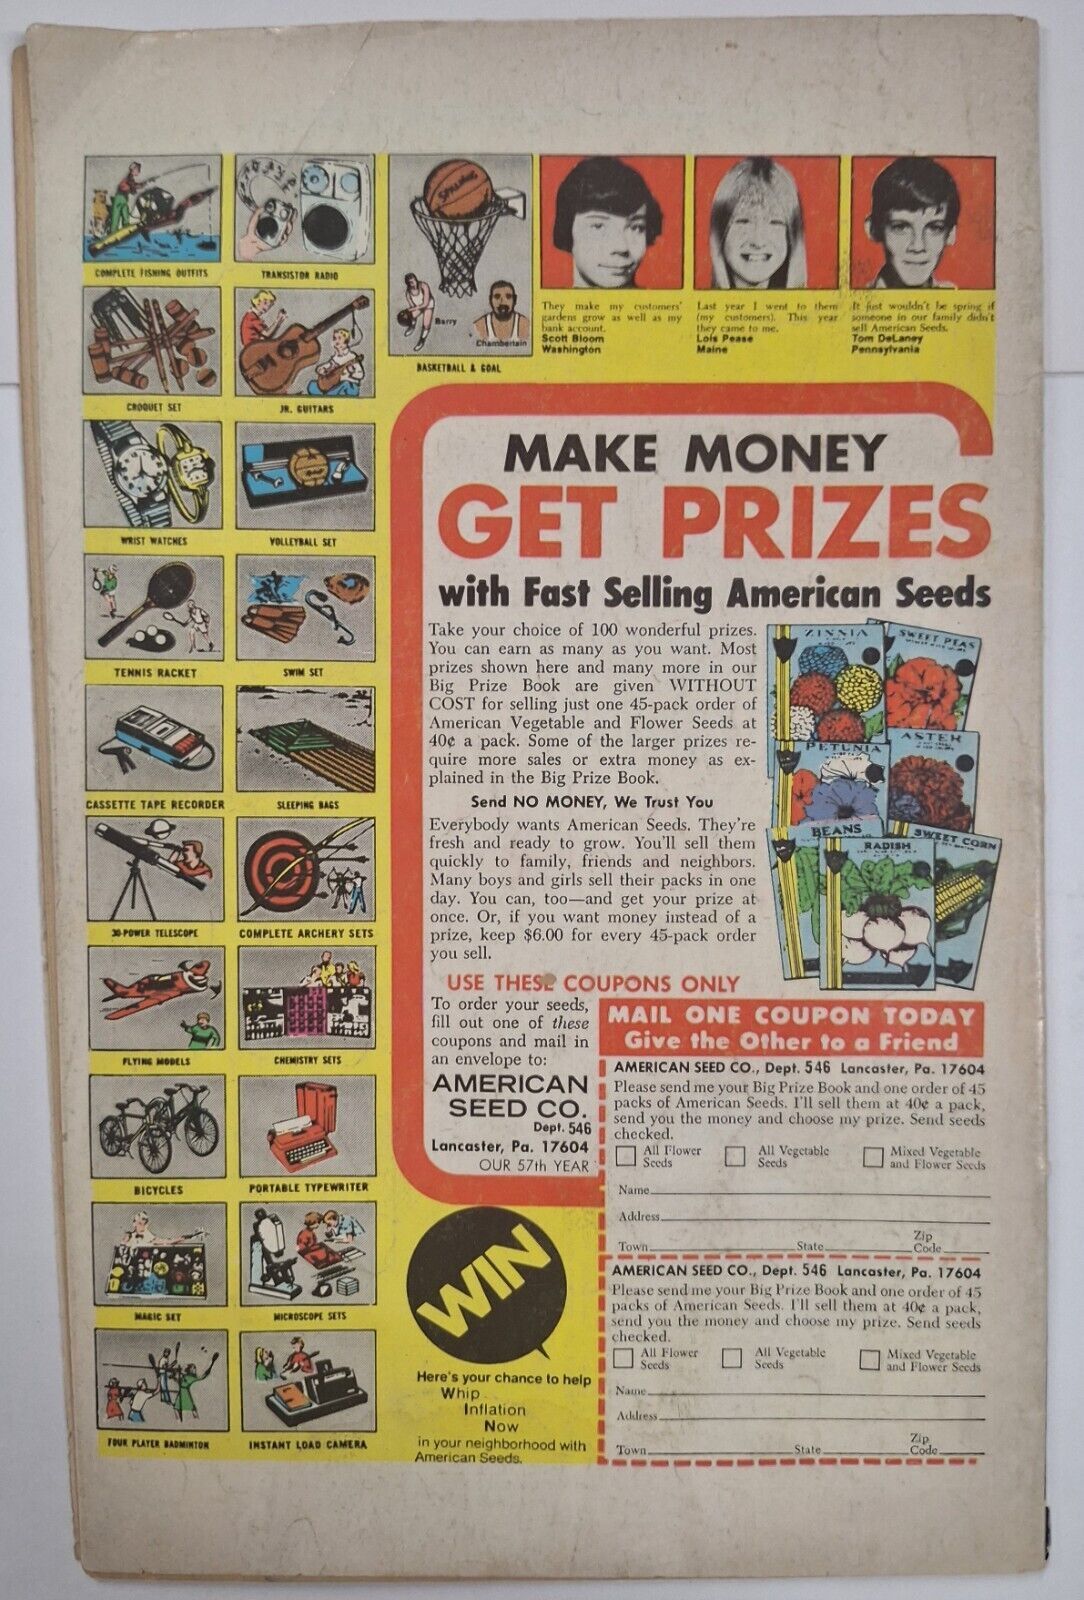 COMPLETE FISHING OUTFITS
TRANSISTOR RADIO
SPALDING
Barry
Chamberlain
BASKETBALL & GOAL
They make my customers'
gardens grow as well as my
bank account.
Scott Bloom
Washington
Last year I went to them
(my customers). This year
they came to me.
Lois Pease
Maine
It just wouldn't be spring if
someone in our family didn't
sell American Seeds.
Tom DeLaney
Pennsylvania
CROQUET SET
JR. GUITARS
WRIST WATCHES
VOLLEYBALL SET
TENNIS RACKET
SWIM SET
CASSETTE TAPE RECORDER
SLEEPING BAGS
30-POWER TELESCOPE
COMPLETE ARCHERY SETS
FLYING MODELS
CHEMISTRY SETS
BICYCLES
PORTABLE TYPEWRITER
MAGIC SET
MICROSCOPE SETS
FOUR PLAYER BADMINTON
INSTANT LOAD CAMERA
MAKE MONEY
GET PRIZES
with Fast Selling American Seeds
Take your choice of 100 wonderful prizes.
You can earn as many as you want. Most
prizes shown here and many more in our
Big Prize Book are given WITHOUT
COST for selling just one 45-pack order of
American Vegetable and Flower Seeds at
40¢ a pack. Some of the larger prizes re-
quire more sales or extra money as ex-
plained in the Big Prize Book.
Send NO MONEY, We Trust You
Everybody wants American Seeds. They're
fresh and ready to grow. You'll sell them
quickly to family, friends and neighbors.
Many boys and girls sell their packs in one
day. You can, too—and get your prize at
once. Or, if you want money instead of a
prize, keep $6.00 for every 45-pack order
you sell.
ZINNIA
SWEET PEAS
PETUNIA
ASTER
BEANS
SWEET CORN
RADISH
USE THESE COUPONS ONLY
To order your seeds,
fill out one of these
coupons and mail in
an envelope to:
AMERICAN
SEED CO.
Dept. 546
Lancaster, Pa. 17604
OUR 57th YEAR
MAIL ONE COUPON TODAY
Give the Other to a Friend
AMERICAN SEED CO., Dept. 546 Lancaster, Pa. 17604
Please send me your Big Prize Book and one order of 45
packs of American Seeds. I'll sell them at 40¢ a pack,
send you the money and choose my prize. Send seeds
checked.
All Flower
Seeds
All Vegetable
Seeds
Mixed Vegetable
and Flower Seeds
Name
Address
Town State Zip Code
AMERICAN SEED CO., Dept. 546 Lancaster, Pa. 17604
Please send me your Big Prize Book and one order of 45
packs of American Seeds. I'll sell them at 40¢ a pack,
send you the money and choose my prize. Send seeds
checked.
All Flower
Seeds
All Vegetable
Seeds
Mixed Vegetable
and Flower Seeds
Name
Address
Town State Zip Code
WIN
Here's your chance to help
Whip
Inflation
Now
in your neighborhood with
American Seeds.